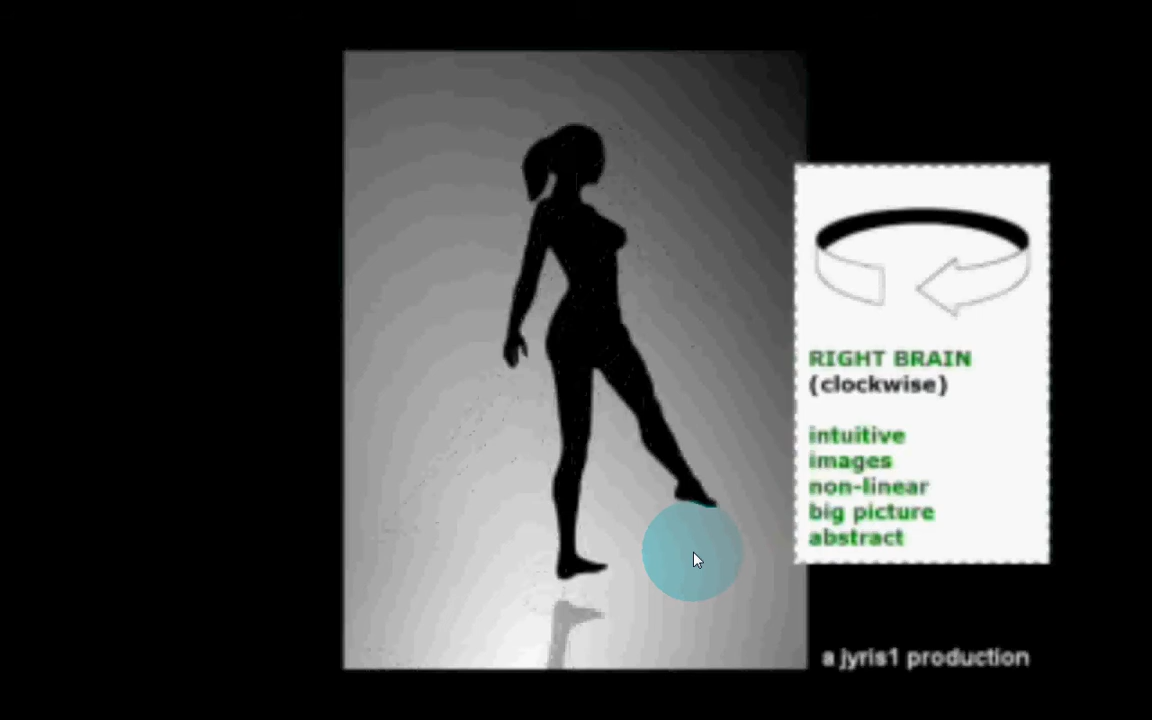 RIGHT BRAIN
(clockwise)
intuitive
images
non-linear
big picture
abstract
a jyris1 production